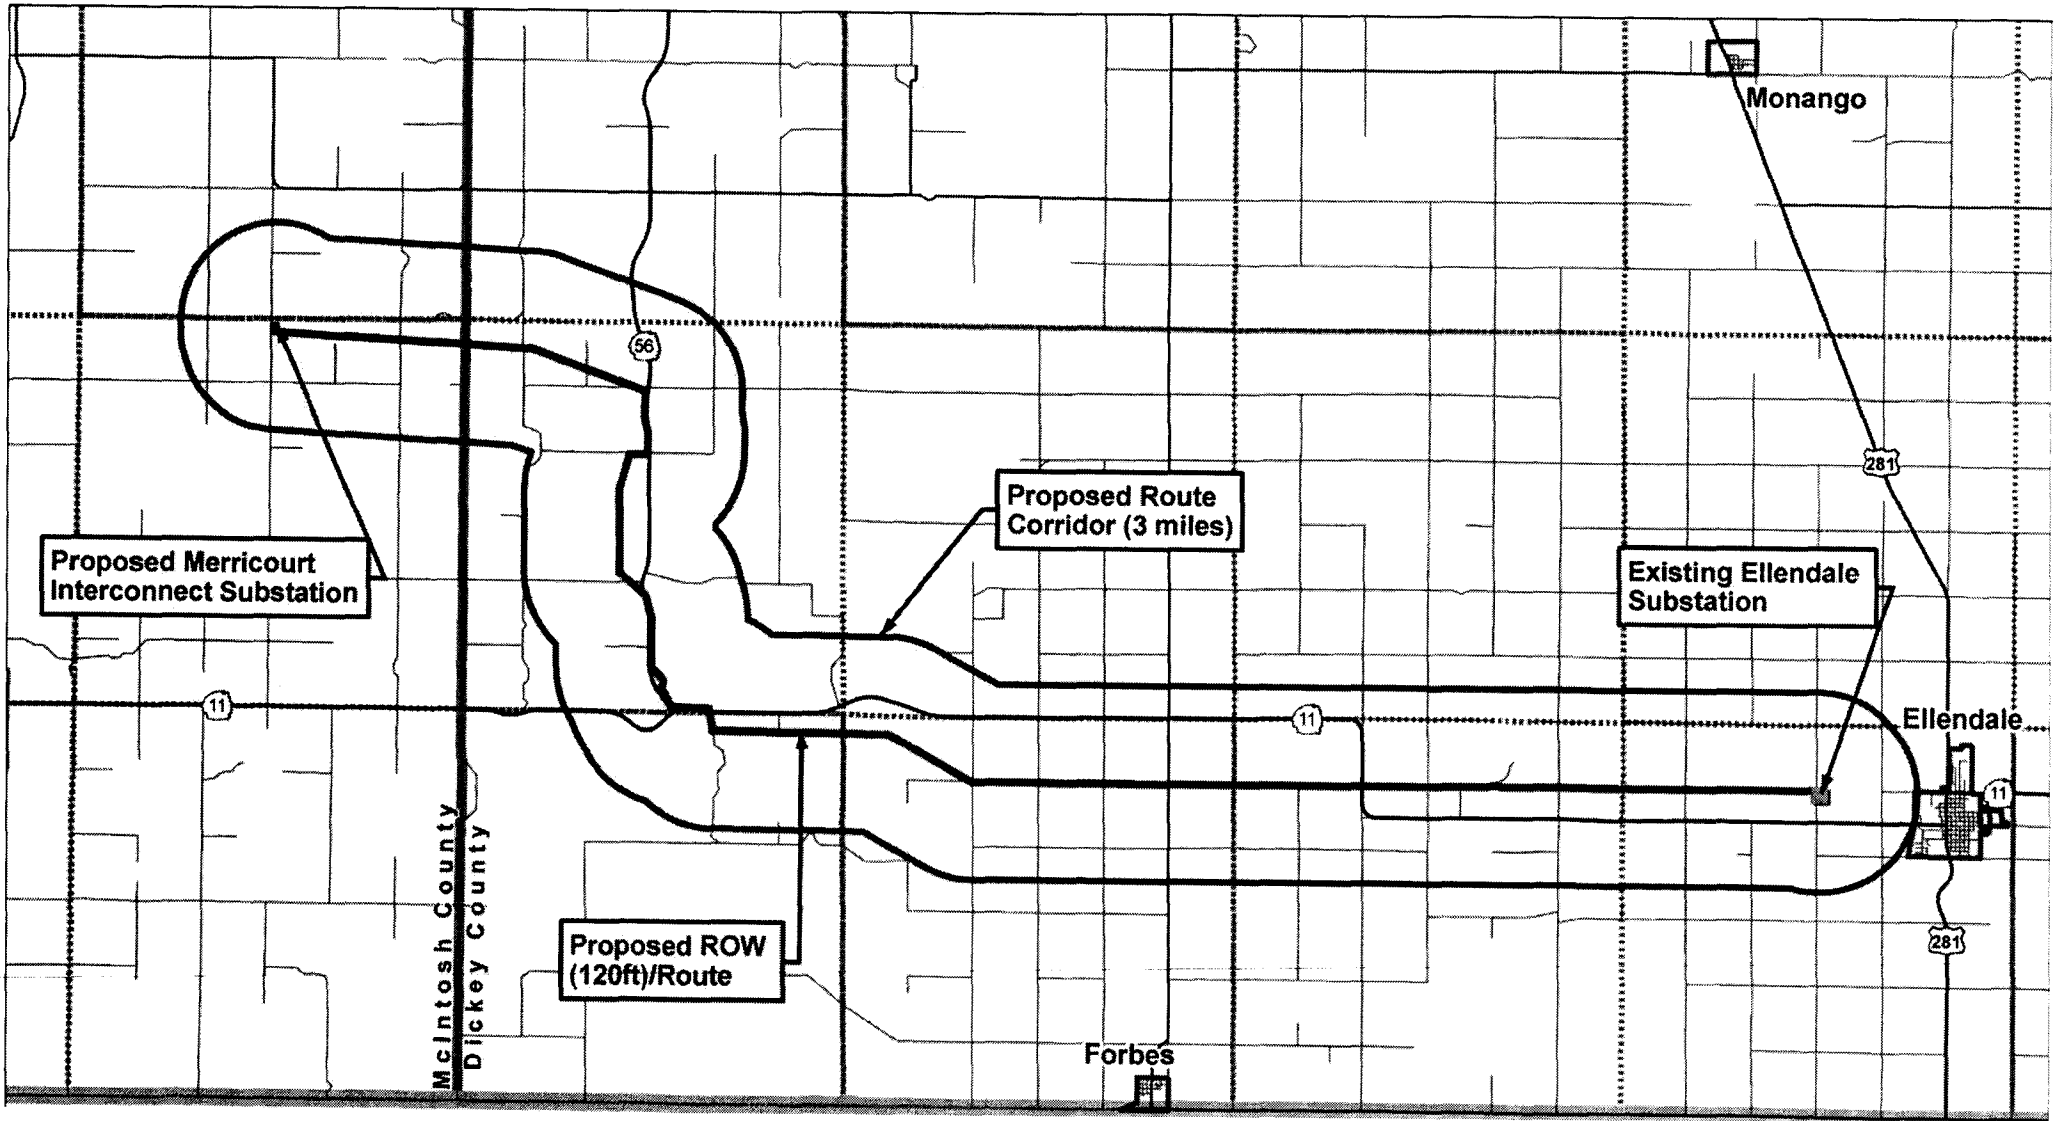 Monango
56
281
Proposed Route
Corridor (3 miles)
Proposed Merricourt
Interconnect Substation
Existing Ellendale
Substation
11
11
Ellendale
11
McIntosh County
Dickey County
Proposed ROW
(120ft)/Route
281
Forbes